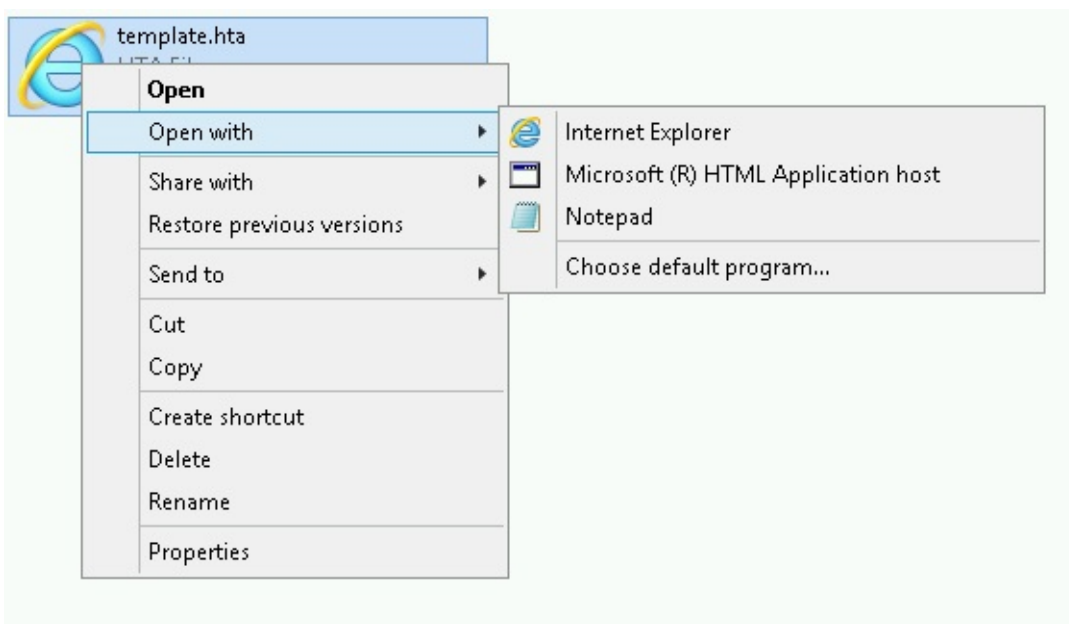 template.hta
Open
Open with
Share with
Restore previous versions
Send to
Cut
Copy
Create shortcut
Delete
Rename
Properties
Internet Explorer
Microsoft (R) HTML Application host
Notepad
Choose default program...